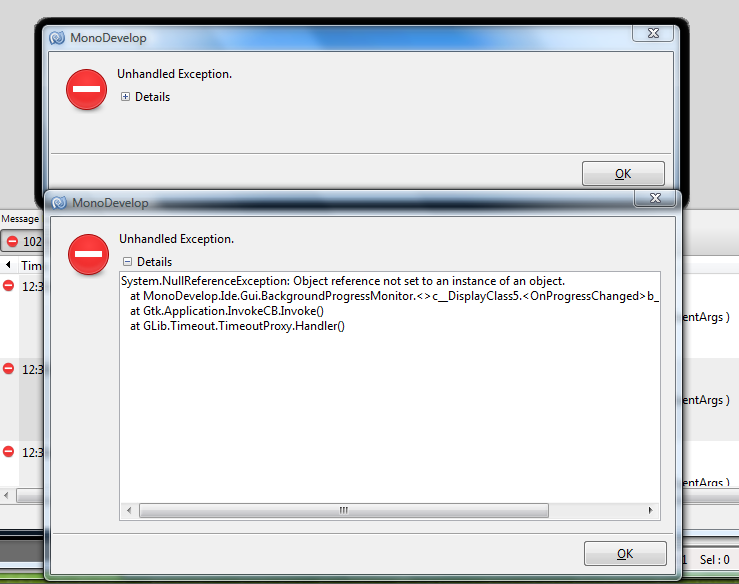 MonoDevelop
Unhandled Exception.
Details
OK
MonoDevelop
Unhandled Exception.
Details
System.NullReferenceException: Object reference not set to an instance of an object.
at MonoDevelop.Ide.Gui.BackgroundProgressMonitor.<>c__DisplayClass5.<OnProgressChanged>b_
at Gtk.Application.InvokeCB.Invoke()
at GLib.Timeout.TimeoutProxy.Handler()
OK
Message
102
Tim
12:3
entArgs )
12:3
entArgs )
12:3
entArgs )
1 Sel : 0